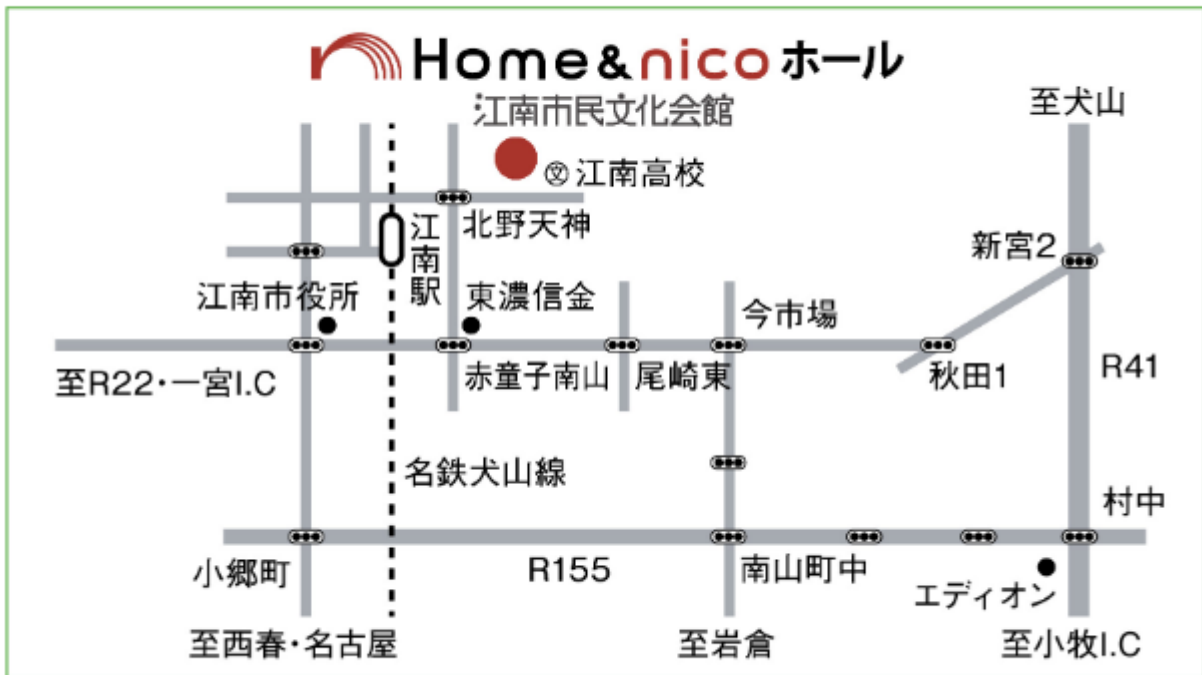 Home&nicoホール
江南市民文化会館
至犬山
㉆江南高校
北野天神
江南駅
新宮2
江南市役所
東濃信金
今市場
至R22・一宮I.C
赤童子南山
尾崎東
秋田1
R41
名鉄犬山線
村中
小郷町
R155
南山町中
エディオン
至西春・名古屋
至岩倉
至小牧I.C